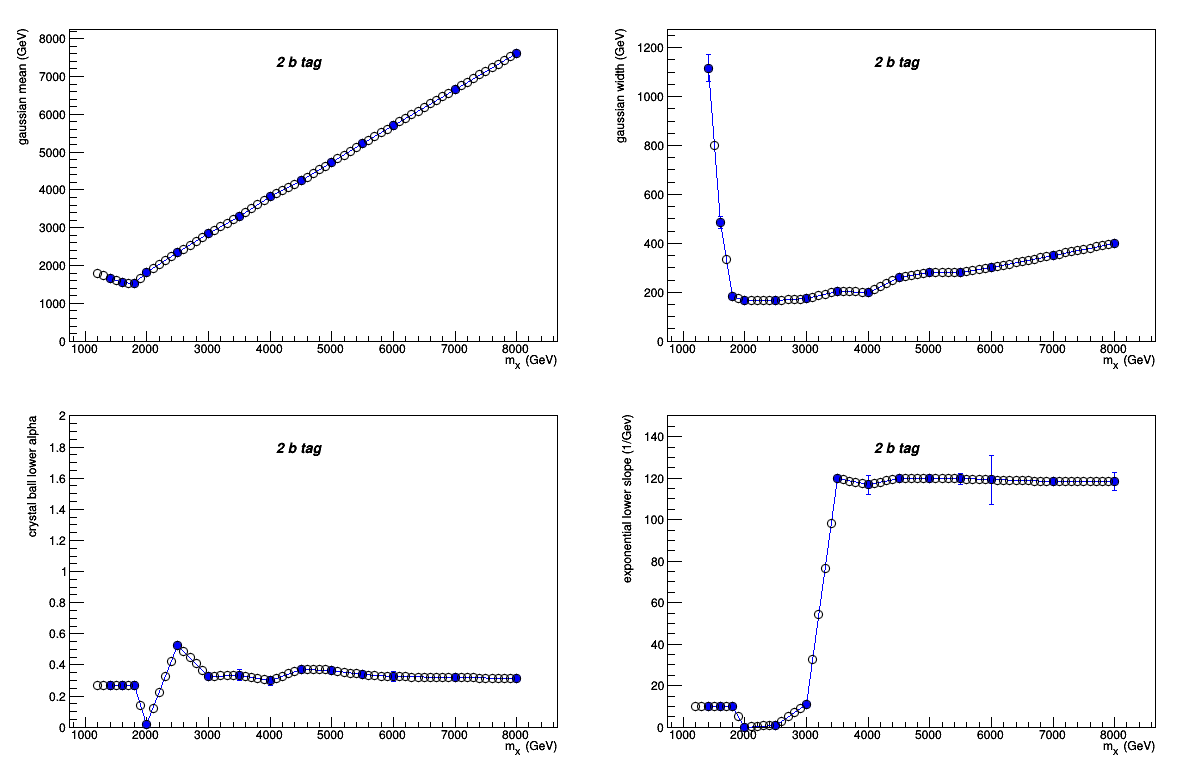 gaussian mean (GeV)
8000
7000
6000
5000
4000
3000
2000
1000
0
2 b tag
1000 2000 3000 4000 5000 6000 7000 8000
mx (GeV)
gaussian width (GeV)
1200
1000
800
600
400
200
0
2 b tag
1000 2000 3000 4000 5000 6000 7000 8000
mx (GeV)
crystal ball lower alpha
2
1.8
1.6
1.4
1.2
1
0.8
0.6
0.4
0.2
0
2 b tag
1000 2000 3000 4000 5000 6000 7000 8000
mx (GeV)
exponential lower slope (1/Gev)
140
120
100
80
60
40
20
0
2 b tag
1000 2000 3000 4000 5000 6000 7000 8000
mx (GeV)